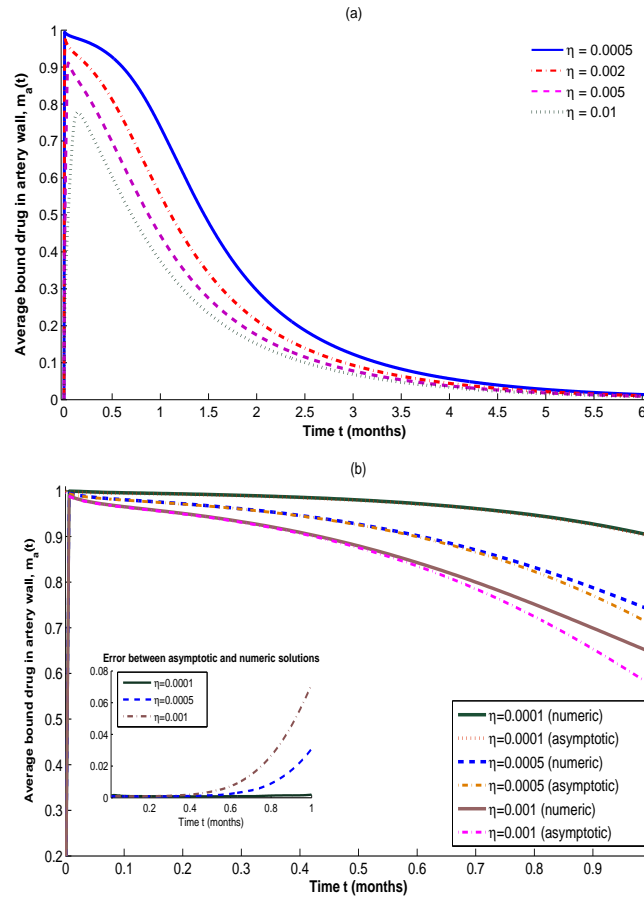 (a)
Average bound drug in artery wall, m_a(t)
1
0.9
0.8
0.7
0.6
0.5
0.4
0.3
0.2
0.1
0
η = 0.0005
η = 0.002
η = 0.005
η = 0.01
0 0.5 1 1.5 2 2.5 3 3.5 4 4.5 5 5.5 6
Time t (months)
(b)
Average bound drug in artery wall, m_a(t)
1
0.9
0.8
0.7
0.6
0.5
0.4
0.3
0.2
Error between asymptotic and numeric solutions
0.08
0.06
0.04
0.02
0
η=0.0001
η=0.0005
η=0.001
0.2 0.4 0.6 0.8 1
Time t (months)
η=0.0001 (numeric)
η=0.0001 (asymptotic)
η=0.0005 (numeric)
η=0.0005 (asymptotic)
η=0.001 (numeric)
η=0.001 (asymptotic)
0 0.1 0.2 0.3 0.4 0.5 0.6 0.7 0.8 0.9
Time t (months)